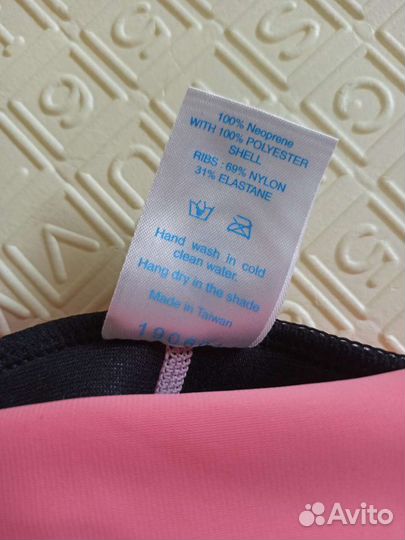 100% Neoprene
WITH 100% POLYESTER
SHELL
RIBS : 69% NYLON
31% ELASTANE
Hand wash in cold
clean water.
Hang dry in the shade
Made in Taiwan
Avito